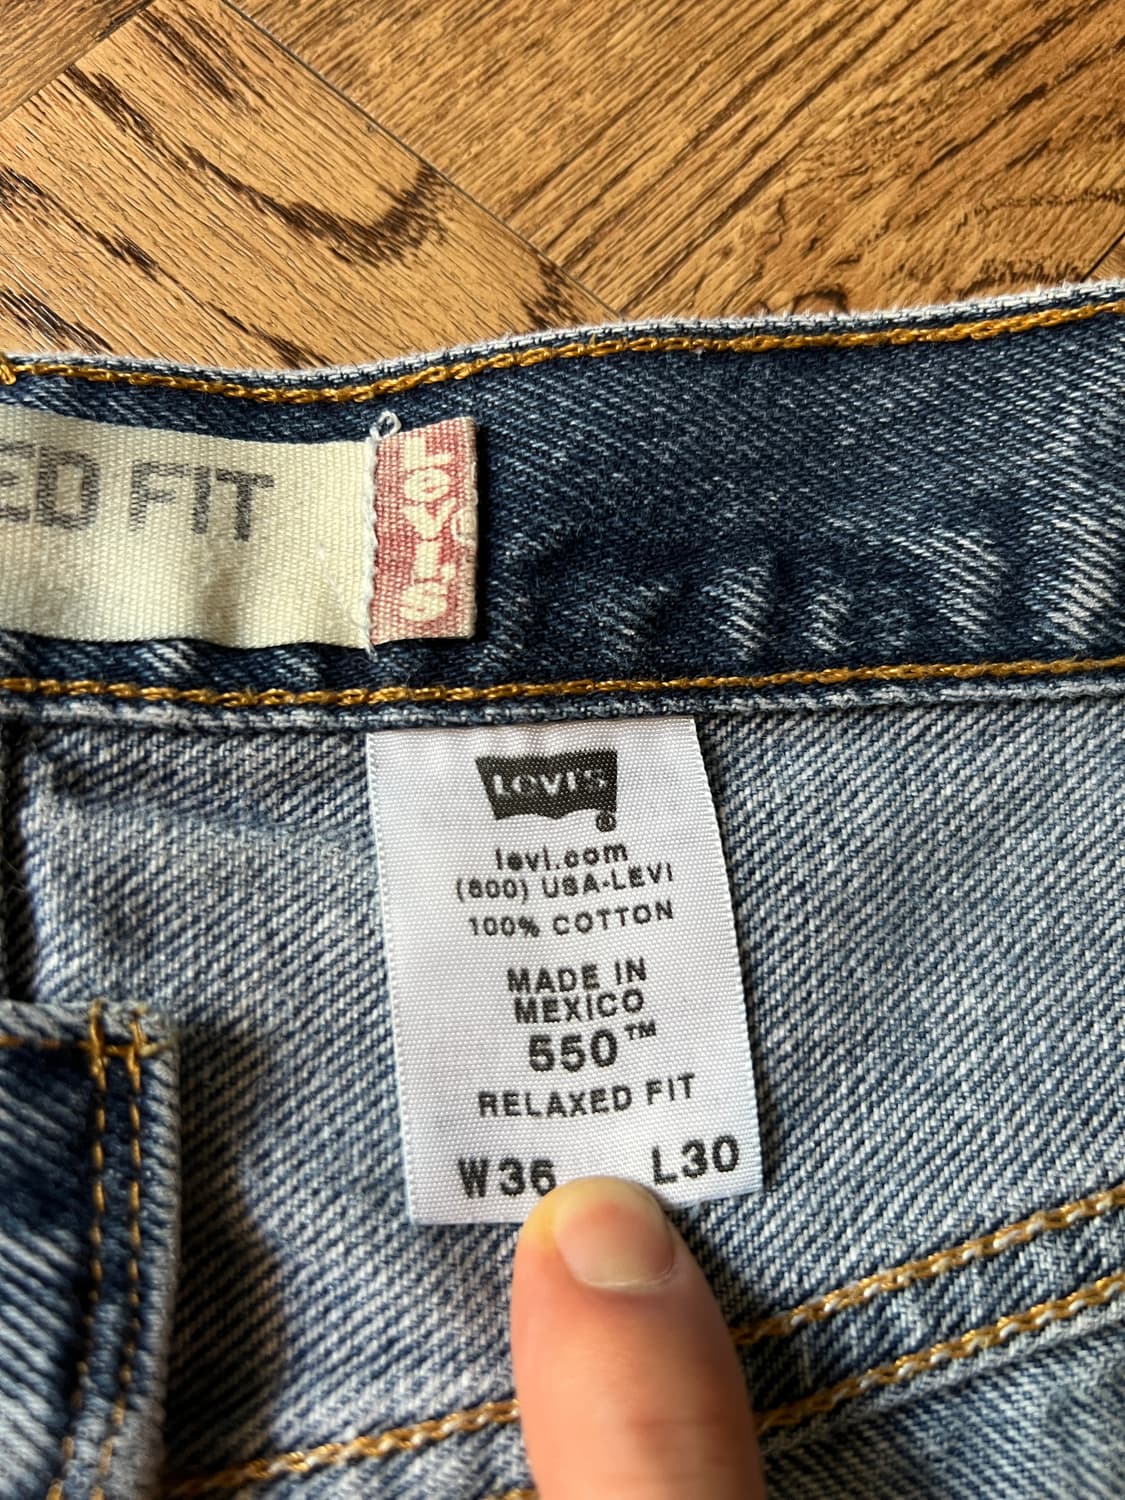 ED FIT
LEVI'S
Levi's
levi.com
(800) USA-LEVI
100% COTTON
MADE IN
MEXICO
550™
RELAXED FIT
W36 L30